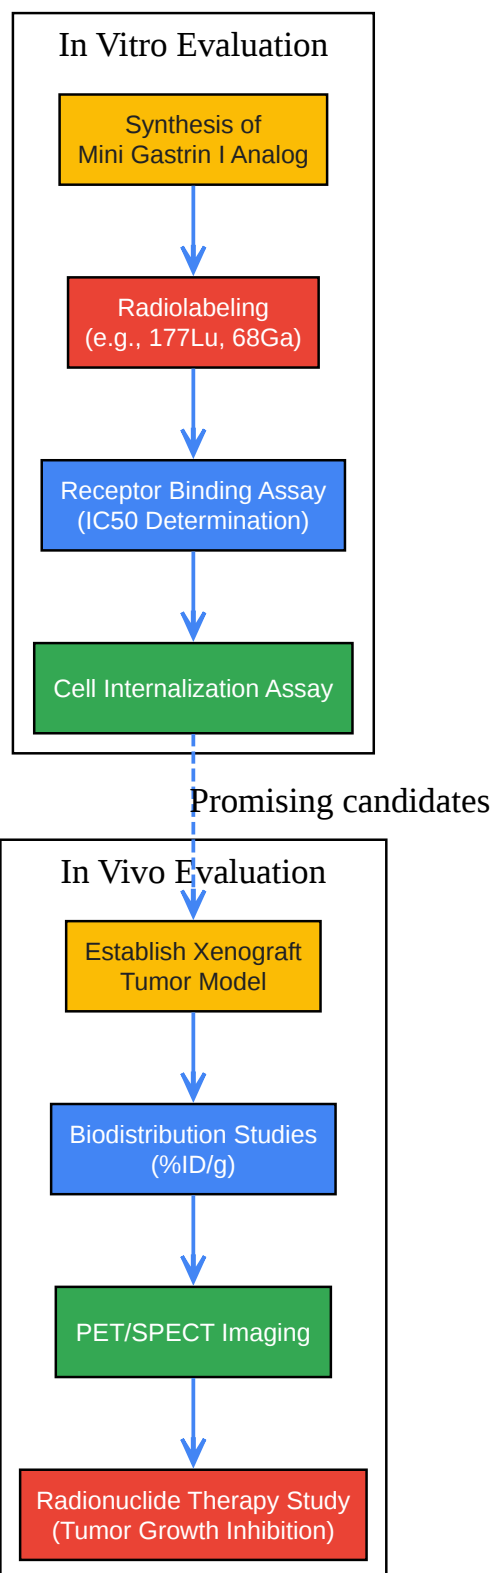 In Vitro Evaluation
Synthesis of
Mini Gastrin I Analog
Radiolabeling
(e.g., 177Lu, 68Ga)
Receptor Binding Assay
(IC50 Determination)
Cell Internalization Assay
Promising candidates
In Vivo Evaluation
Establish Xenograft
Tumor Model
Biodistribution Studies
(%ID/g)
PET/SPECT Imaging
Radionuclide Therapy Study
(Tumor Growth Inhibition)